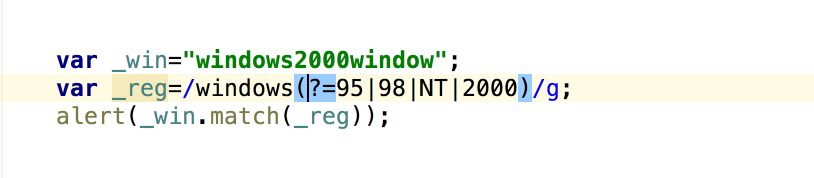 var _win="windows2000window";
var _reg=/windows(?=95|98|NT|2000)/g;
alert(_win.match(_reg));